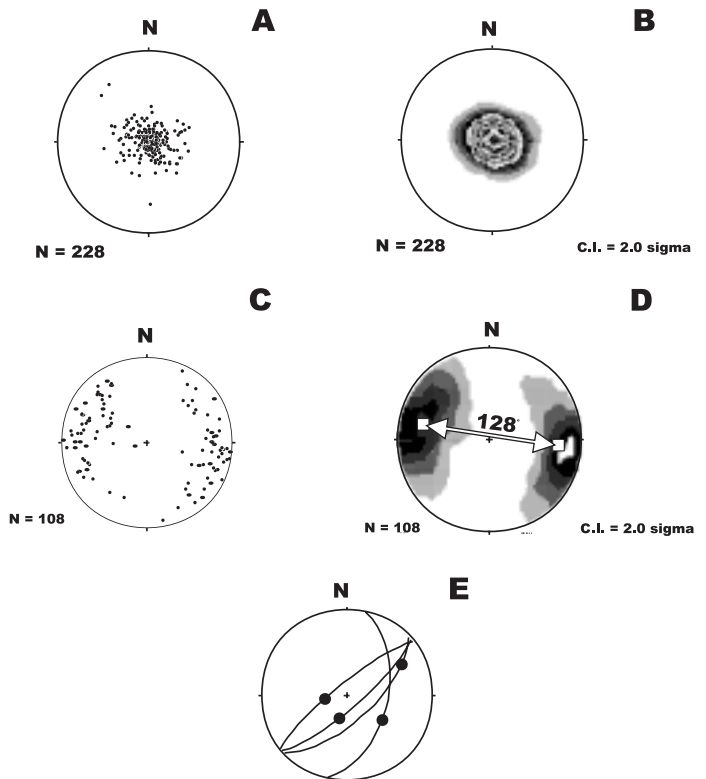 A
N
N = 228
B
N
N = 228
C.I. = 2.0 sigma
C
N
N = 108
D
N
128°
N = 108
C.I. = 2.0 sigma
E
N